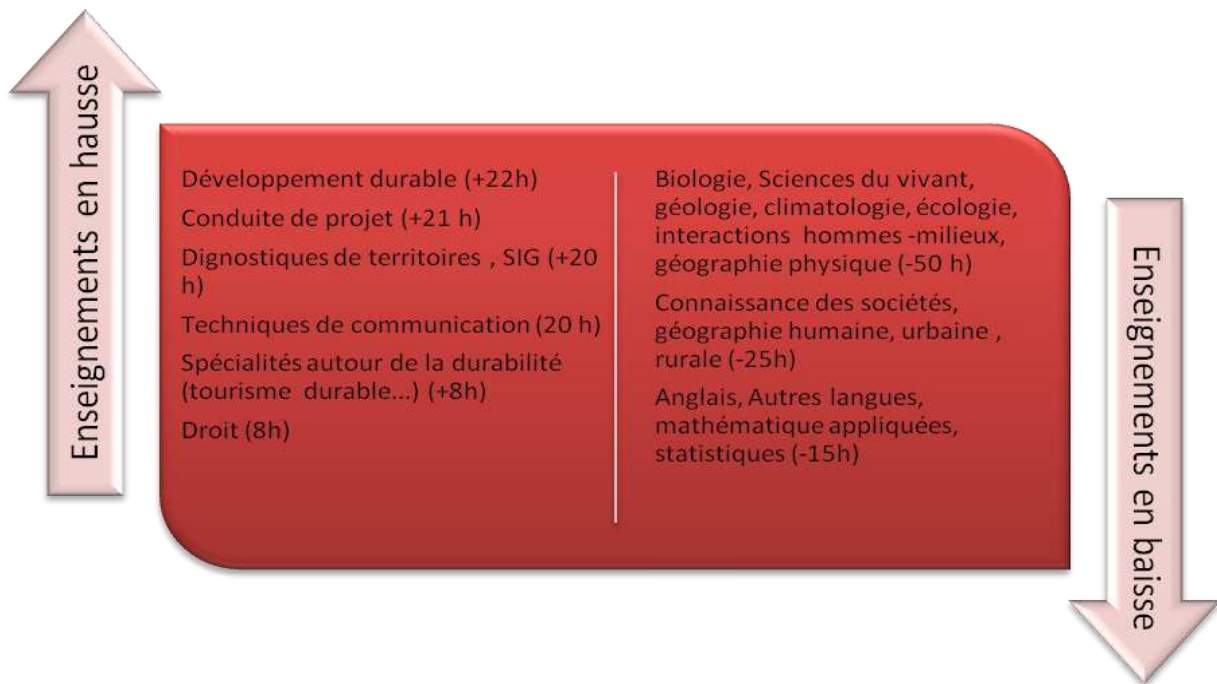 Enseignements en hausse
Développement durable (+22h)
Conduite de projet (+21 h)
Dignostiques de territoires , SIG (+20
h)
Techniques de communication (20 h)
Spécialités autour de la durabilité
(tourisme durable...) (+8h)
Droit (8h)
Biologie, Sciences du vivant,
géologie, climatologie, écologie,
interactions hommes -milieux,
géographie physique (-50 h)
Connaissance des sociétés,
géographie humaine, urbaine ,
rurale (-25h)
Anglais, Autres langues,
mathématique appliquées,
statistiques (-15h)
Enseignements en baisse